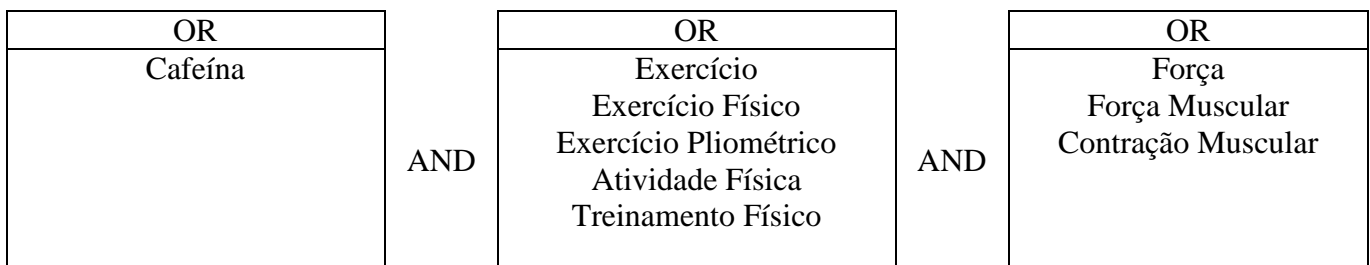 OR
Cafeína
AND
OR
Exercício
Exercício Físico
Exercício Pliométrico
Atividade Física
Treinamento Físico
AND
OR
Força
Força Muscular
Contração Muscular